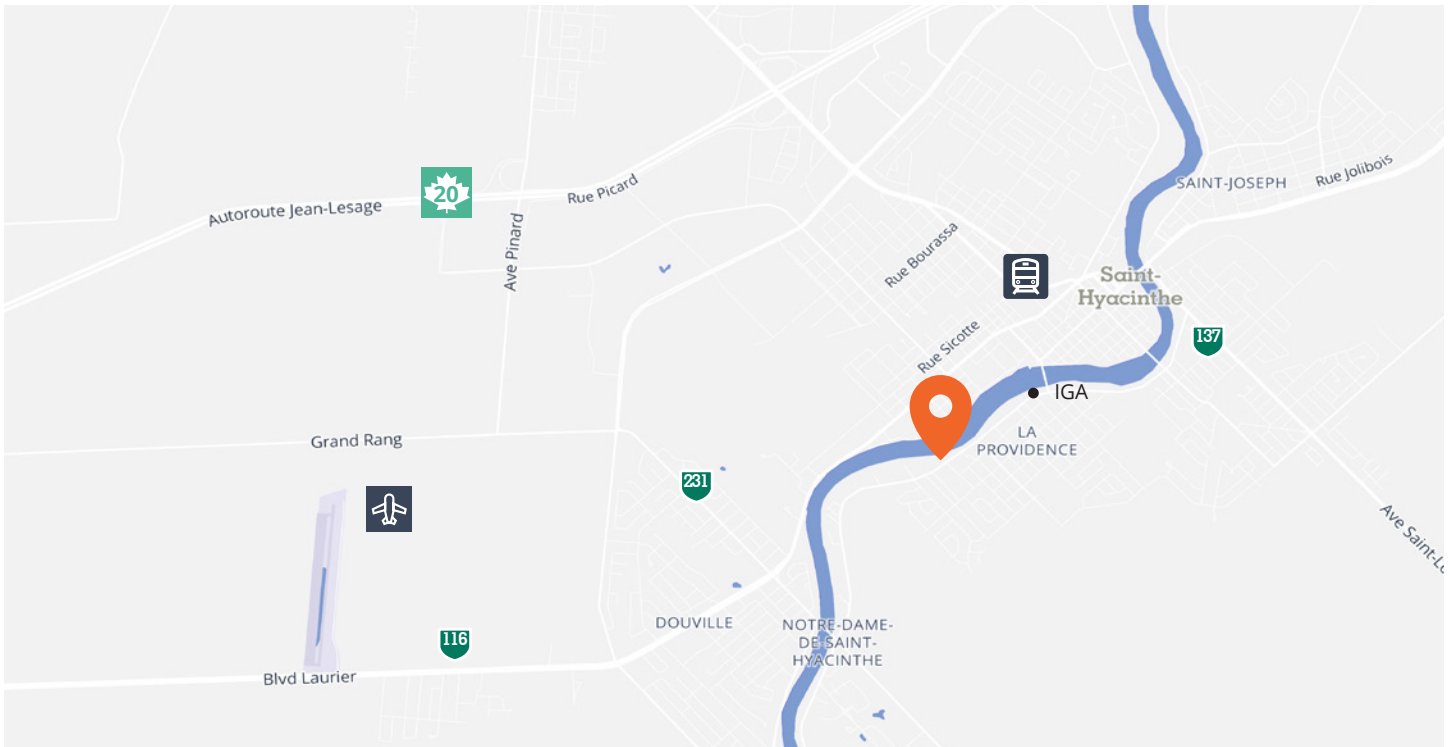 SAINT-JOSEPH
Rue Jolibois
20
Rue Picard
Autoroute Jean-Lesage
Ave Pinard
Rue Bourassa
Saint-
Hyacinthe
137
Rue Sicotte
IGA
LA
PROVIDENCE
Grand Rang
231
116
DOUVILLE
NOTRE-DAME-
DE-SAINT-
HYACINTHE
Blvd Laurier
Ave Saint-L